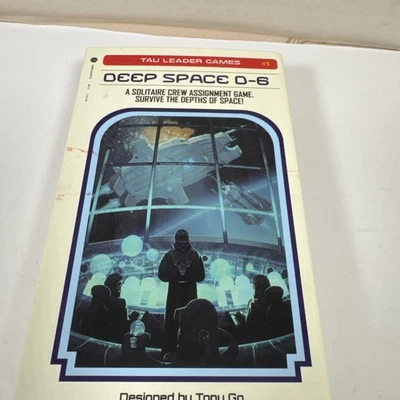 TAU LEADER GAMES #1
DEEP SPACE D-6
A SOLITAIRE CREW ASSIGNMENT GAME.
SURVIVE THE DEPTHS OF SPACE!
Designed by Tony Go